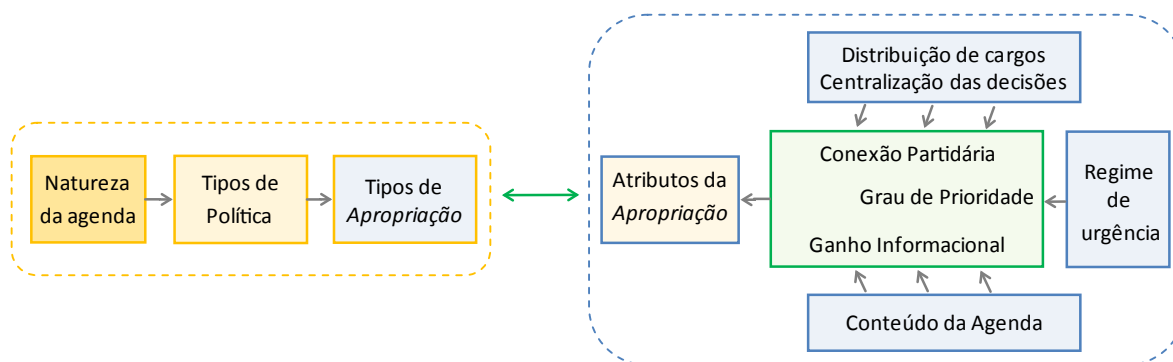 Natureza
da agenda
Tipos de
Política
Tipos de
Apropriação
Atributos da
Apropriação
Distribuição de cargos
Centralização das decisões
Conexão Partidária
Grau de Prioridade
Ganho Informacional
Regime
de
urgência
Conteúdo da Agenda